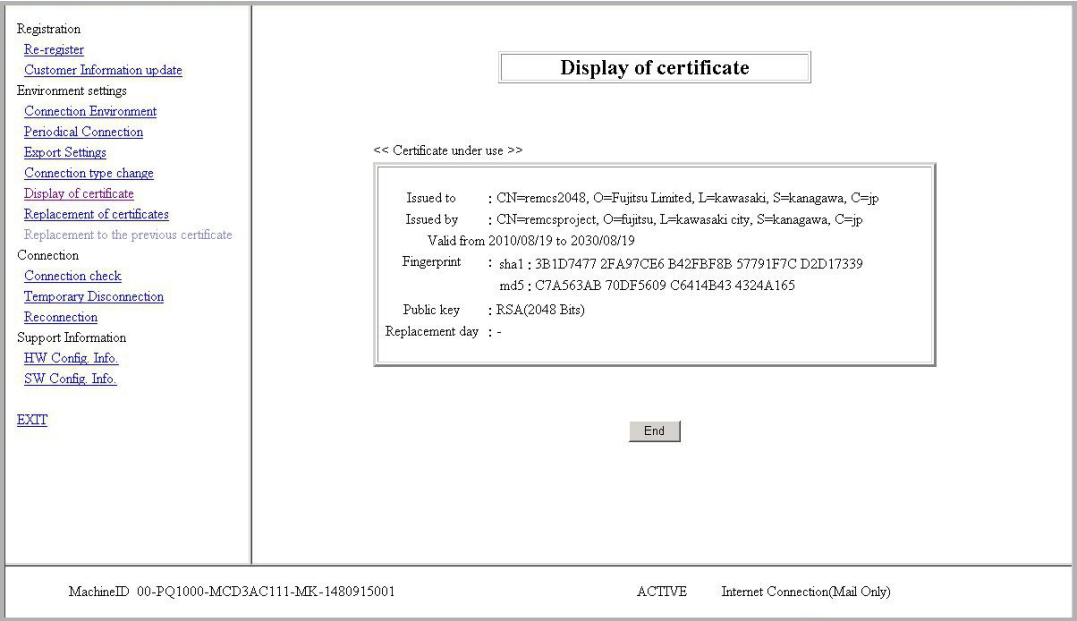 Registration
Re-register
Customer Information update
Environment settings
Connection Environment
Periodical Connection
Export Settings
Connection type change
Display of certificate
Replacement of certificates
Replacement to the previous certificate
Connection
Connection check
Temporary Disconnection
Reconnection
Support Information
HW Config. Info.
SW Config. Info.
EXIT
Display of certificate
<< Certificate under use >>
Issued to : CN=remcs2048, O=Fujitsu Limited, L=kawasaki, S=kanagawa, C=jp
Issued by : CN=remcsproject, O=fujitsu, L=kawasaki city, S=kanagawa, C=jp
Valid from 2010/08/19 to 2030/08/19
Fingerprint : sha1 : 3B1D7477 2FA97CE6 B42FBF8B 57791F7C D2D17339
md5 : C7A563AB 70DF5609 C6414B43 4324A165
Public key : RSA(2048 Bits)
Replacement day : -
End
MachineID 00-PQ1000-MCD3AC111-MK-1480915001 ACTIVE Internet Connection(Mail Only)